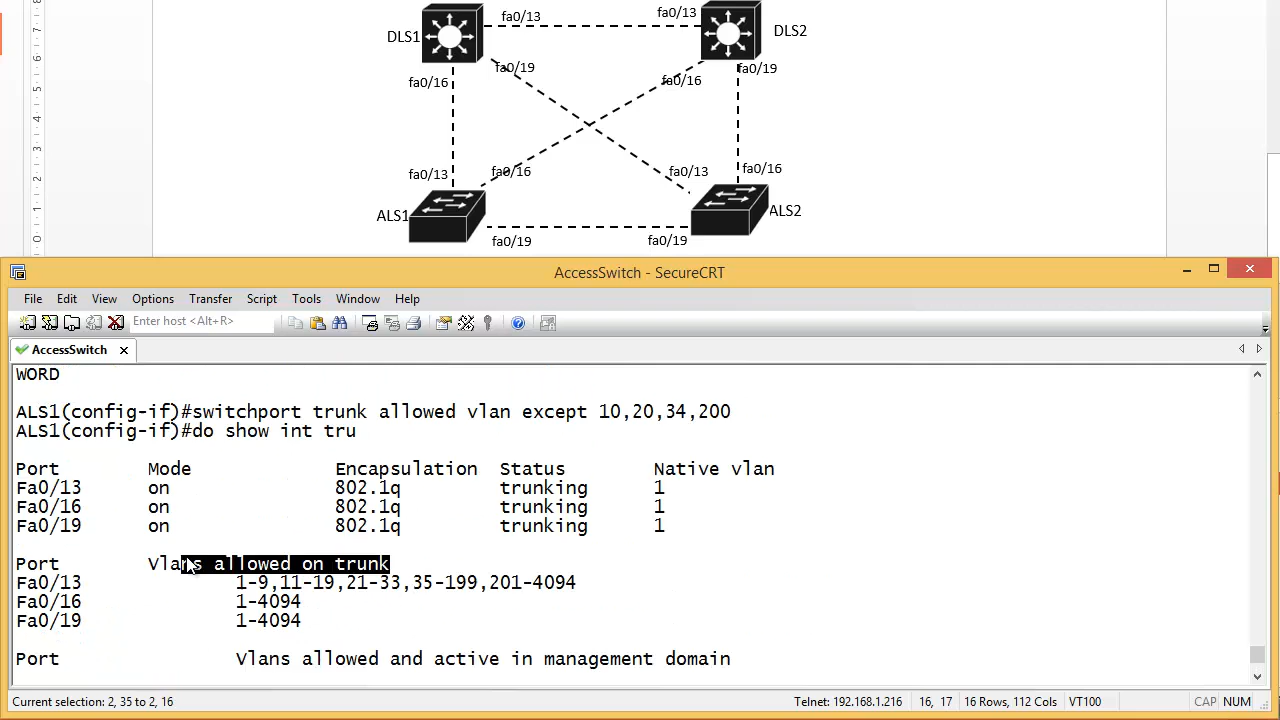 fa0/13 fa0/13
DLS1 DLS2
fa0/19 fa0/19
fa0/16 fa0/16
fa0/16 fa0/13 fa0/16
fa0/13
ALS1 ALS2
fa0/19 fa0/19
AccessSwitch - SecureCRT
File Edit View Options Transfer Script Tools Window Help
Enter host <Alt+R>
AccessSwitch
WORD
ALS1(config-if)#switchport trunk allowed vlan except 10,20,34,200
ALS1(config-if)#do show int tru
Port Mode Encapsulation Status Native vlan
Fa0/13 on 802.1q trunking 1
Fa0/16 on 802.1q trunking 1
Fa0/19 on 802.1q trunking 1
Port Vlans allowed on trunk
Fa0/13 1-9,11-19,21-33,35-199,201-4094
Fa0/16 1-4094
Fa0/19 1-4094
Port Vlans allowed and active in management domain
Current selection: 2, 35 to 2, 16 Telnet: 192.168.1.216 16, 17 16 Rows, 112 Cols VT100 CAP NUM